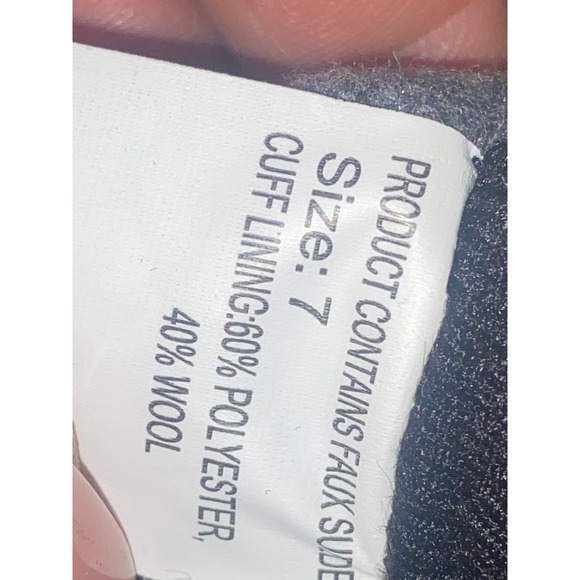 PRODUCT CONTAINS FAUX SUDE
Size: 7
CUFF LINING:60% POLYESTER,
40% WOOL